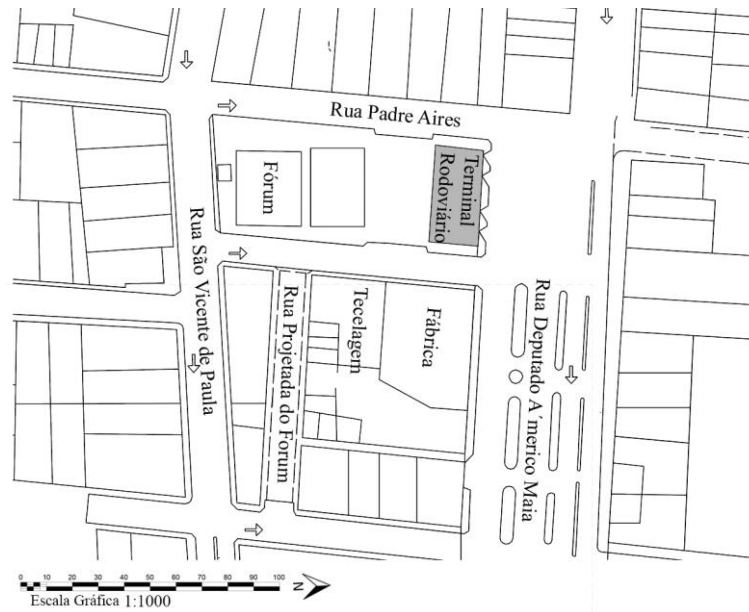 Rua Padre Aires
Fórum
Terminal
Rodoviário
Rua São Vicente de Paula
Rua Projetada do Forum
Tecelagem
Fábrica
Rua Deputado A´merico Maia
0 10 20 30 40 50 60 70 80 90 100
N
Escala Gráfica 1:1000